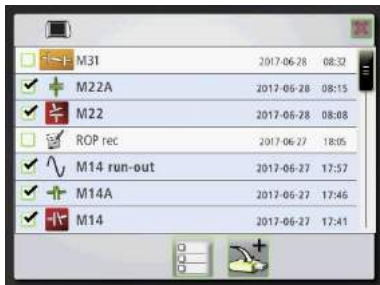 M31 2017-06-28 08:32
M22A 2017-06-28 08:15
M22 2017-06-28 08:08
ROP rec 2017-06-27 18:05
M14 run-out 2017-06-27 17:57
M14A 2017-06-27 17:46
M14 2017-06-27 17:41